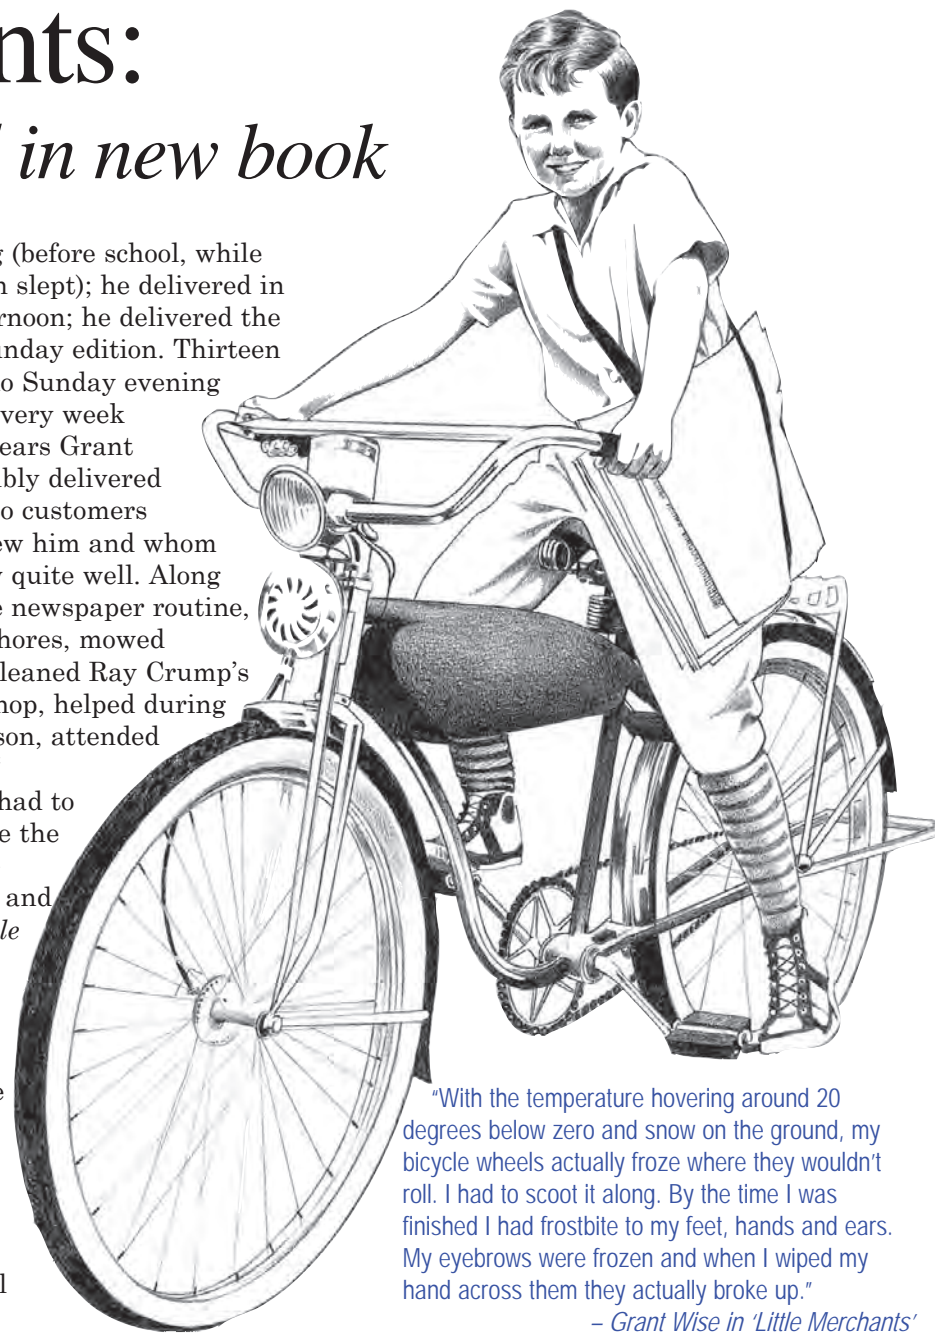 nts:
in new book
(before school, while
slept); he delivered in
rnoon; he delivered the
unday edition. Thirteen
o Sunday evening
very week
ears Grant
bly delivered
o customers
ew him and whom
quite well. Along
e newspaper routine,
hores, mowed
leaned Ray Crump's
hop, helped during
son, attended
had to
e the
and
le
e
l
"With the temperature hovering around 20
degrees below zero and snow on the ground, my
bicycle wheels actually froze where they wouldn't
roll. I had to scoot it along. By the time I was
finished I had frostbite to my feet, hands and ears.
My eyebrows were frozen and when I wiped my
hand across them they actually broke up."
– Grant Wise in 'Little Merchants'